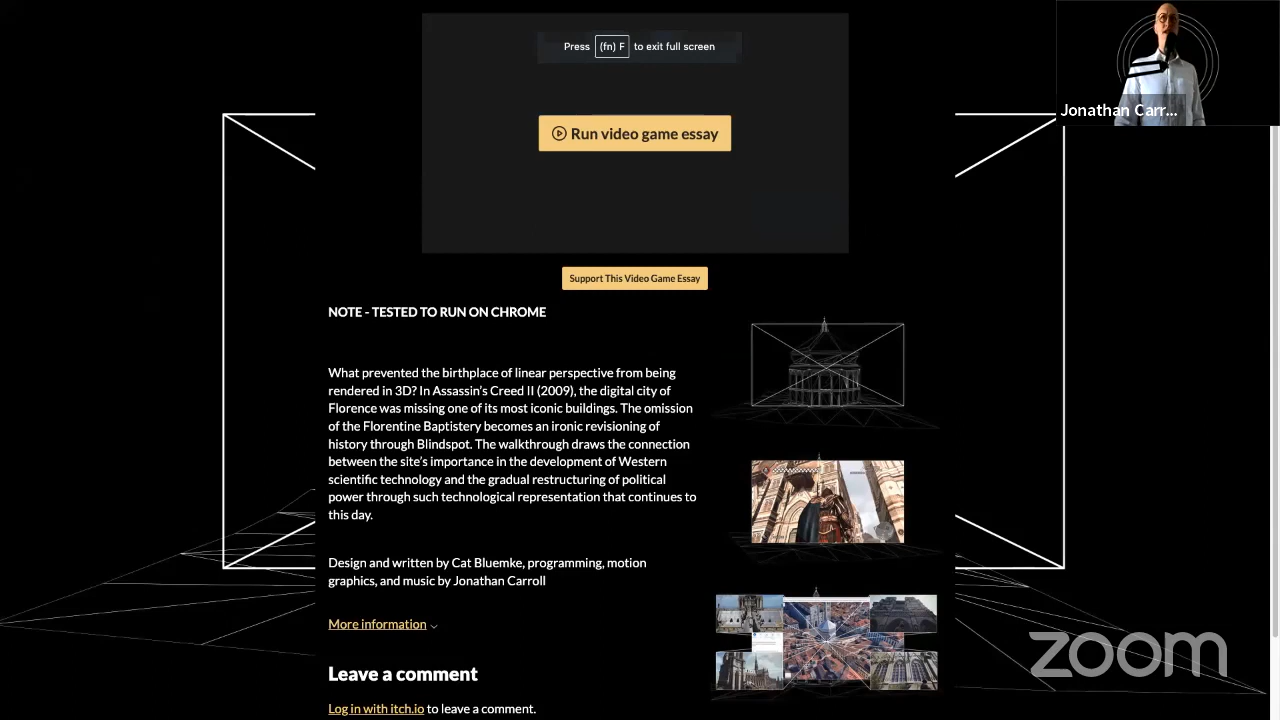 Press (fn) F to exit full screen
Jonathan Carr...
Run video game essay
Support This Video Game Essay
NOTE - TESTED TO RUN ON CHROME
What prevented the birthplace of linear perspective from being
rendered in 3D? In Assassin's Creed II (2009), the digital city of
Florence was missing one of its most iconic buildings. The omission
of the Florentine Baptistery becomes an ironic revisioning of
history through Blindspot. The walkthrough draws the connection
between the site's importance in the development of Western
scientific technology and the gradual restructuring of political
power through such technological representation that continues to
this day.
Design and written by Cat Bluemke, programming, motion
graphics, and music by Jonathan Carroll
More information
Leave a comment
Log in with itch.io to leave a comment.
zoom